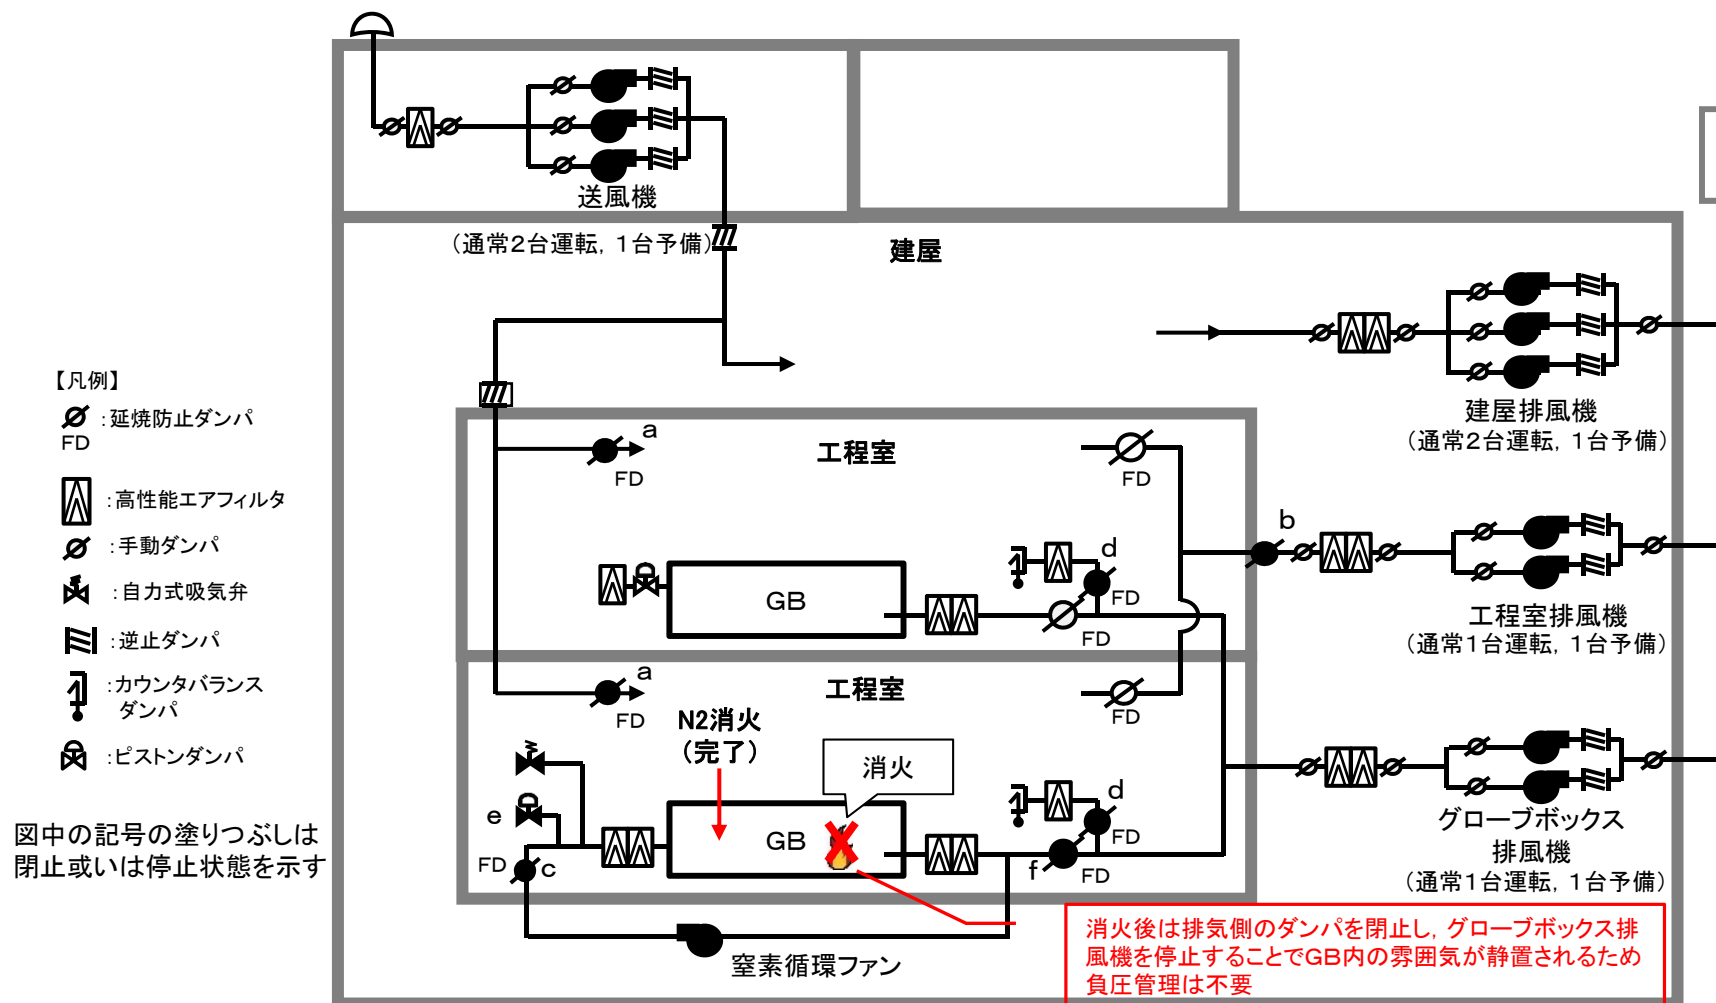 送風機
（通常2台運転，1台予備）
建屋
建屋排風機
（通常2台運転，1台予備）
【凡例】
:延焼防止ダンパ
FD
:高性能エアフィルタ
:手動ダンパ
:自力式吸気弁
:逆止ダンパ
:カウンタバランス
ダンパ
:ピストンダンパ
図中の記号の塗りつぶしは
閉止或いは停止状態を示す
a
FD
工程室
FD
b
d
FD
GB
FD
工程室排風機
（通常1台運転，1台予備）
a
FD
工程室
FD
N2消火
（完了）
消火
e
FD
c
GB
d
FD
f
FD
グローブボックス
排風機
（通常1台運転，1台予備）
窒素循環ファン
消火後は排気側のダンパを閉止し，グローブボックス排
風機を停止することでGB内の雰囲気が静置されるため
負圧管理は不要